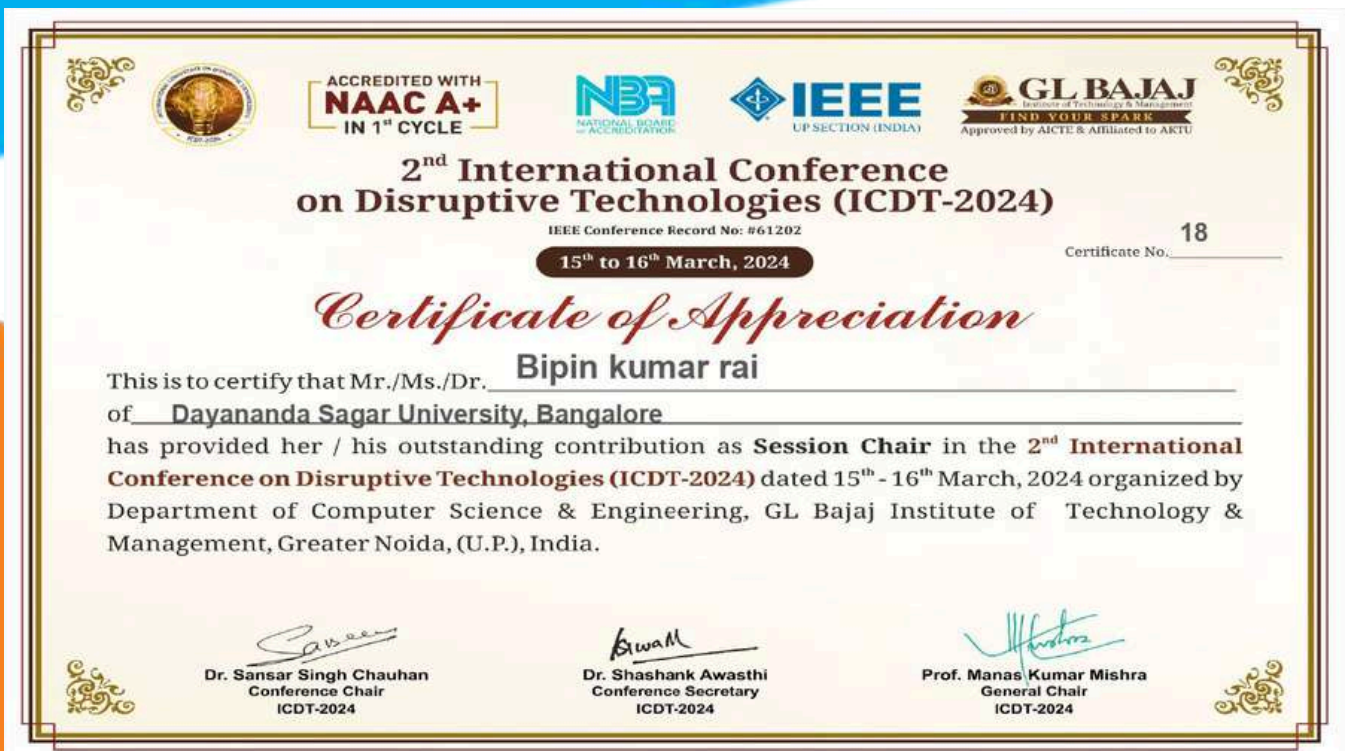 ACCREDITED WITH
NAAC A+
IN 1st CYCLE
NBA
NATIONAL BOARD
of ACCREDITATION
IEEE
UP SECTION (INDIA)
GL BAJAJ
Institute of Technology & Management
FIND YOUR SPARK
Approved by AICTE & Affiliated to AKTU
2nd International Conference
on Disruptive Technologies (ICDT-2024)
IEEE Conference Record No: #61202
15th to 16th March, 2024
Certificate No. 18
Certificate of Appreciation
This is to certify that Mr./Ms./Dr. Bipin kumar rai
of Dayananda Sagar University, Bangalore
has provided her / his outstanding contribution as Session Chair in the 2nd International
Conference on Disruptive Technologies (ICDT-2024) dated 15th - 16th March, 2024 organized by
Department of Computer Science & Engineering, GL Bajaj Institute of Technology &
Management, Greater Noida, (U.P.), India.
Dr. Sansar Singh Chauhan
Conference Chair
ICDT-2024
Dr. Shashank Awasthi
Conference Secretary
ICDT-2024
Prof. Manas Kumar Mishra
General Chair
ICDT-2024